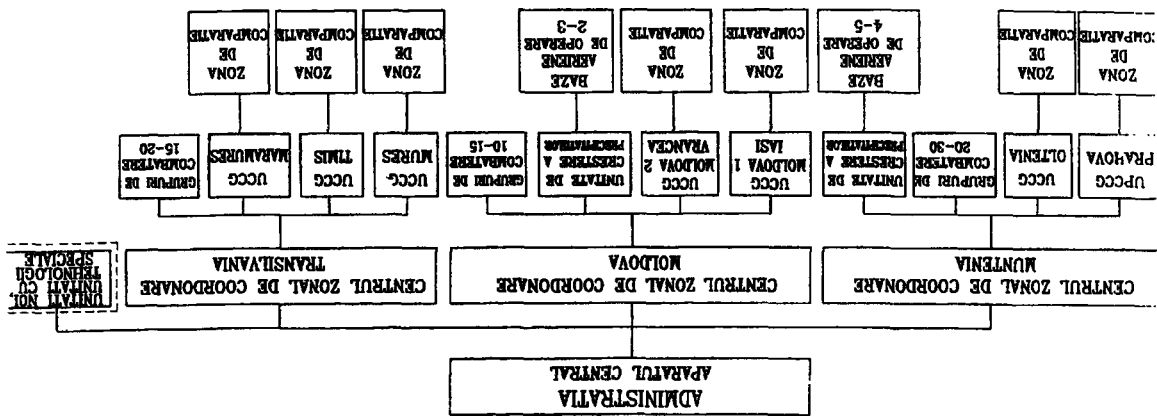 ADMINISTRATIA
APARATUL CENTRAL
CENTRUL ZONAL DE COORDONARE
MUNTENIA
CENTRUL ZONAL DE COORDONARE
MOLDOVA
CENTRUL ZONAL DE COORDONARE
TRANSILVANIA
UNITATI NOI,
UNITATI CU
TEHNOLOGII
SPECIALE
UPCCG
PRAHOVA
UCCG
OLTENIA
GRUPURI DE
COMBATERE
20-30
UNITATE DE
CRESTERE A
PRECIPITATIILOR
UCCG
MOLDOVA 1
IASI
UCCG
MOLDOVA 2
VRANCEA
UNITATE DE
CRESTERE A
PRECIPITATIILOR
GRUPURI DE
COMBATERE
10-15
UCCG
MURES
UCCG
TIMIS
UCCG
MARAMURES
GRUPURI DE
COMBATERE
15-20
ZONA
DE
COMPARATIE
ZONA
DE
COMPARATIE
BAZE
AERIENE
DE OPERARE
4-5
ZONA
DE
COMPARATIE
ZONA
DE
COMPARATIE
BAZE
AERIENE
DE OPERARE
2-3
ZONA
DE
COMPARATIE
ZONA
DE
COMPARATIE
ZONA
DE
COMPARATIE